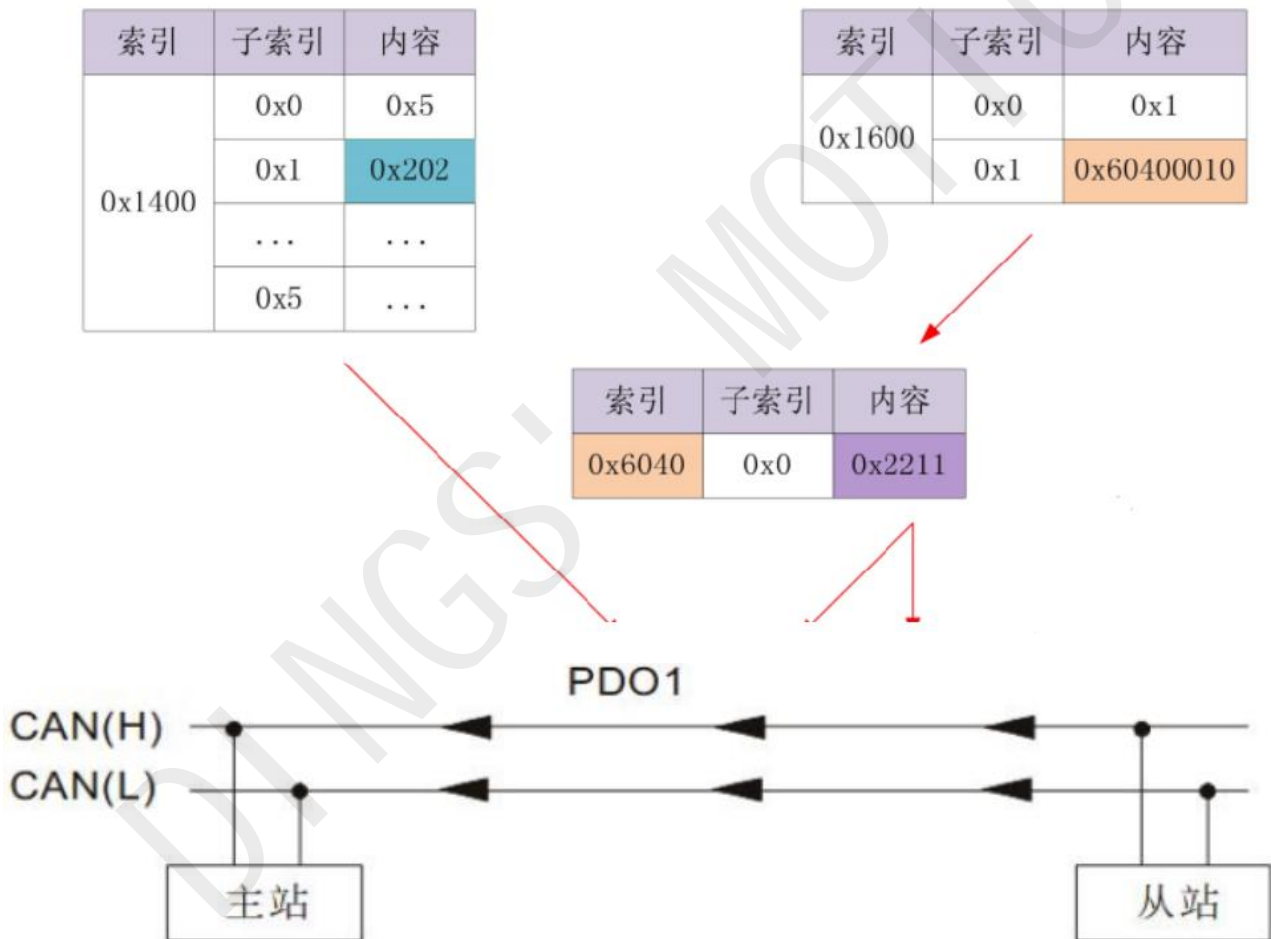 索引 子索引 内容
0x1400 0x0 0x5
0x1 0x202
... ...
0x5 ...
索引 子索引 内容
0x1600 0x0 0x1
0x1 0x60400010
索引 子索引 内容
0x6040 0x0 0x2211
PDO1
CAN(H)
CAN(L)
主站 从站